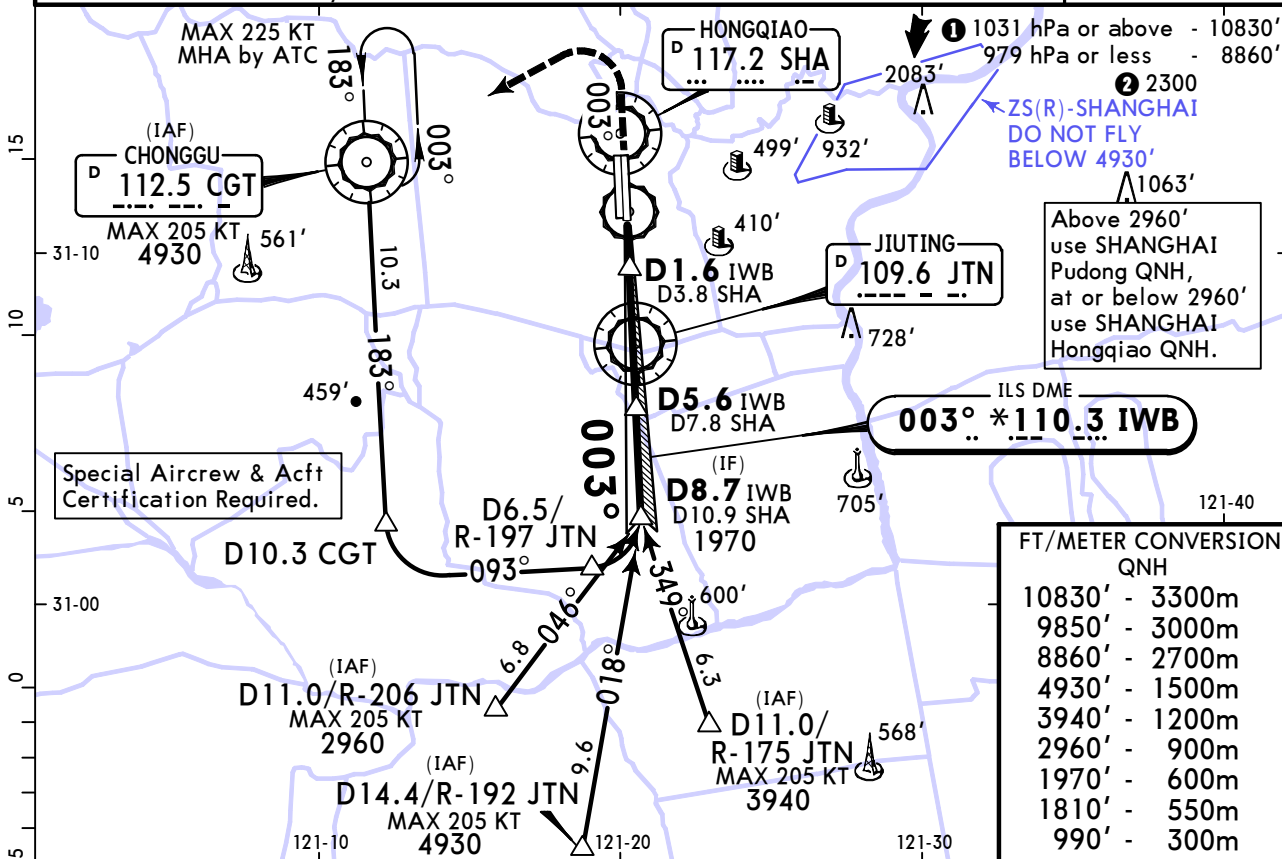 MAX 225 KT
MHA by ATC
183°
003°
(IAF)
CHONGGU
D 112.5 CGT
MAX 205 KT
4930
561'
15
31-10
10
5
31-00
0
5
10.3
183°
459'
Special Aircrew & Acft
Certification Required.
D10.3 CGT
093°
D6.5/
R-197 JTN
HONGQIAO
D 117.2 SHA
003°
2083'
932'
499'
410'
❶ 1031 hPa or above - 10830'
979 hPa or less - 8860'
❷ 2300
ZS(R)-SHANGHAI
DO NOT FLY
BELOW 4930'
1063'
Above 2960'
use SHANGHAI
Pudong QNH,
at or below 2960'
use SHANGHAI
Hongqiao QNH.
D1.6 IWB
D3.8 SHA
JIUTING
D 109.6 JTN
728'
D5.6 IWB
D7.8 SHA
ILS DME
003° *110.3 IWB
003°
(IF)
D8.7 IWB
D10.9 SHA
1970
705'
121-40
349°
600'
6.3
6.8
046°
018°
9.6
(IAF)
D11.0/R-206 JTN
MAX 205 KT
2960
(IAF)
D14.4/R-192 JTN
MAX 205 KT
4930
(IAF)
D11.0/
R-175 JTN
MAX 205 KT
3940
568'
121-10
121-20
121-30
FT/METER CONVERSION
QNH
10830' - 3300m
9850' - 3000m
8860' - 2700m
4930' - 1500m
3940' - 1200m
2960' - 900m
1970' - 600m
1810' - 550m
990' - 300m